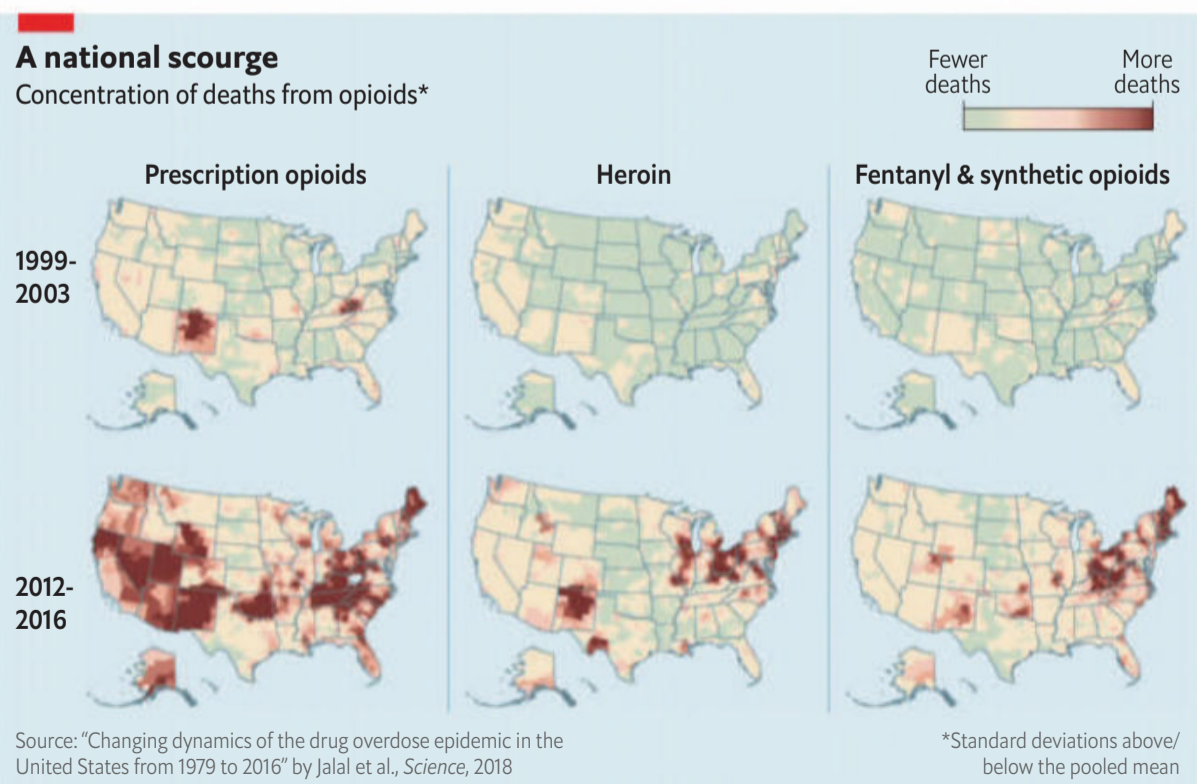 A national scourge
Concentration of deaths from opioids*
Fewer
deaths
More
deaths
Prescription opioids
Heroin
Fentanyl & synthetic opioids
1999-
2003
2012-
2016
Source: “Changing dynamics of the drug overdose epidemic in the
United States from 1979 to 2016” by Jalal et al., Science, 2018
*Standard deviations above/
below the pooled mean